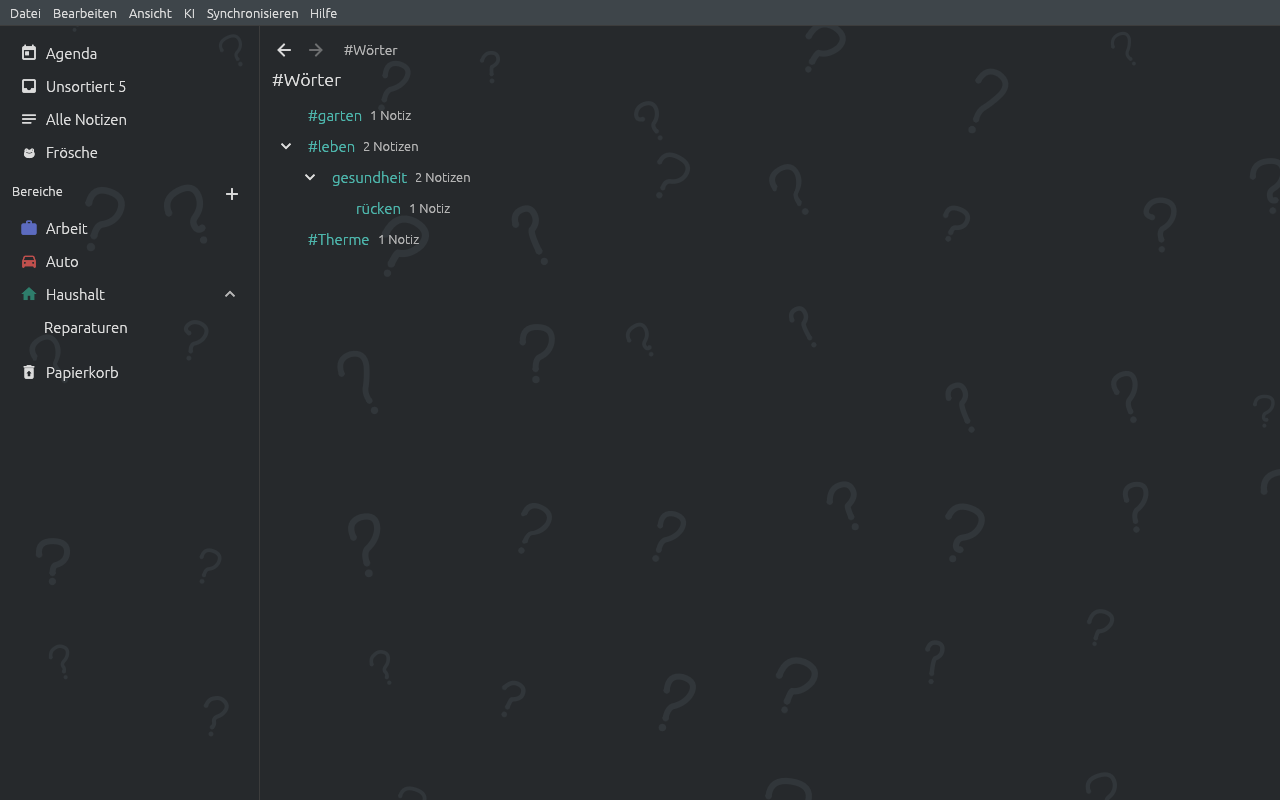 Datei Bearbeiten Ansicht KI Synchronisieren Hilfe
Agenda
Unsortiert 5
Alle Notizen
Frösche
Bereiche
Arbeit
Auto
Haushalt
Reparaturen
Papierkorb
#Wörter
#Wörter
#garten 1 Notiz
#leben 2 Notizen
gesundheit 2 Notizen
rücken 1 Notiz
#Therme 1 Notiz